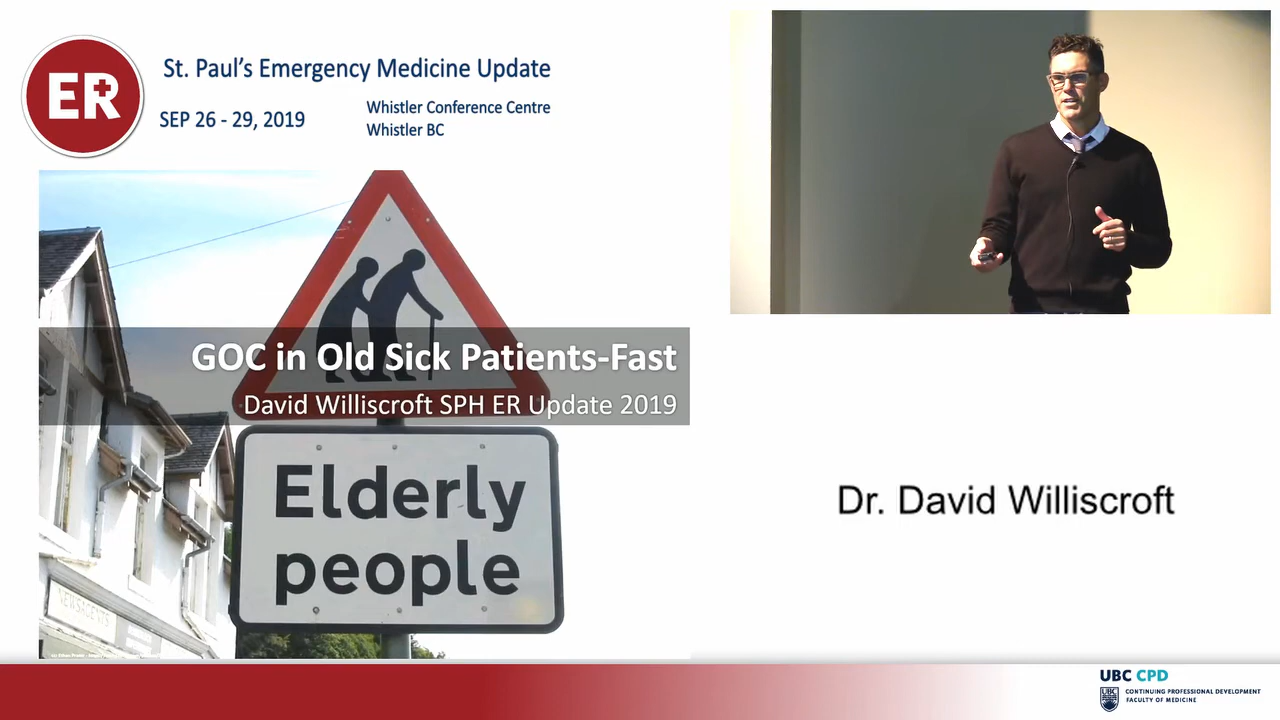 ER
St. Paul's Emergency Medicine Update
SEP 26 - 29, 2019
Whistler Conference Centre
Whistler BC
GOC in Old Sick Patients-Fast
David Williscroft SPH ER Update 2019
Elderly
people
NEWSAGENTS
Dr. David Williscroft
UBC CPD
UBC
CONTINUING PROFESSIONAL DEVELOPMENT
FACULTY OF MEDICINE